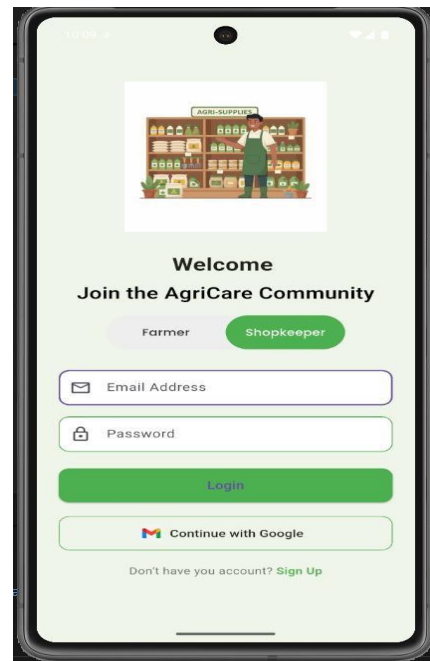 AGRI-SUPPLIES
Welcome
Join the AgriCare Community
Farmer Shopkeeper
Email Address
Password
Login
Continue with Google
Don't have you account? Sign Up